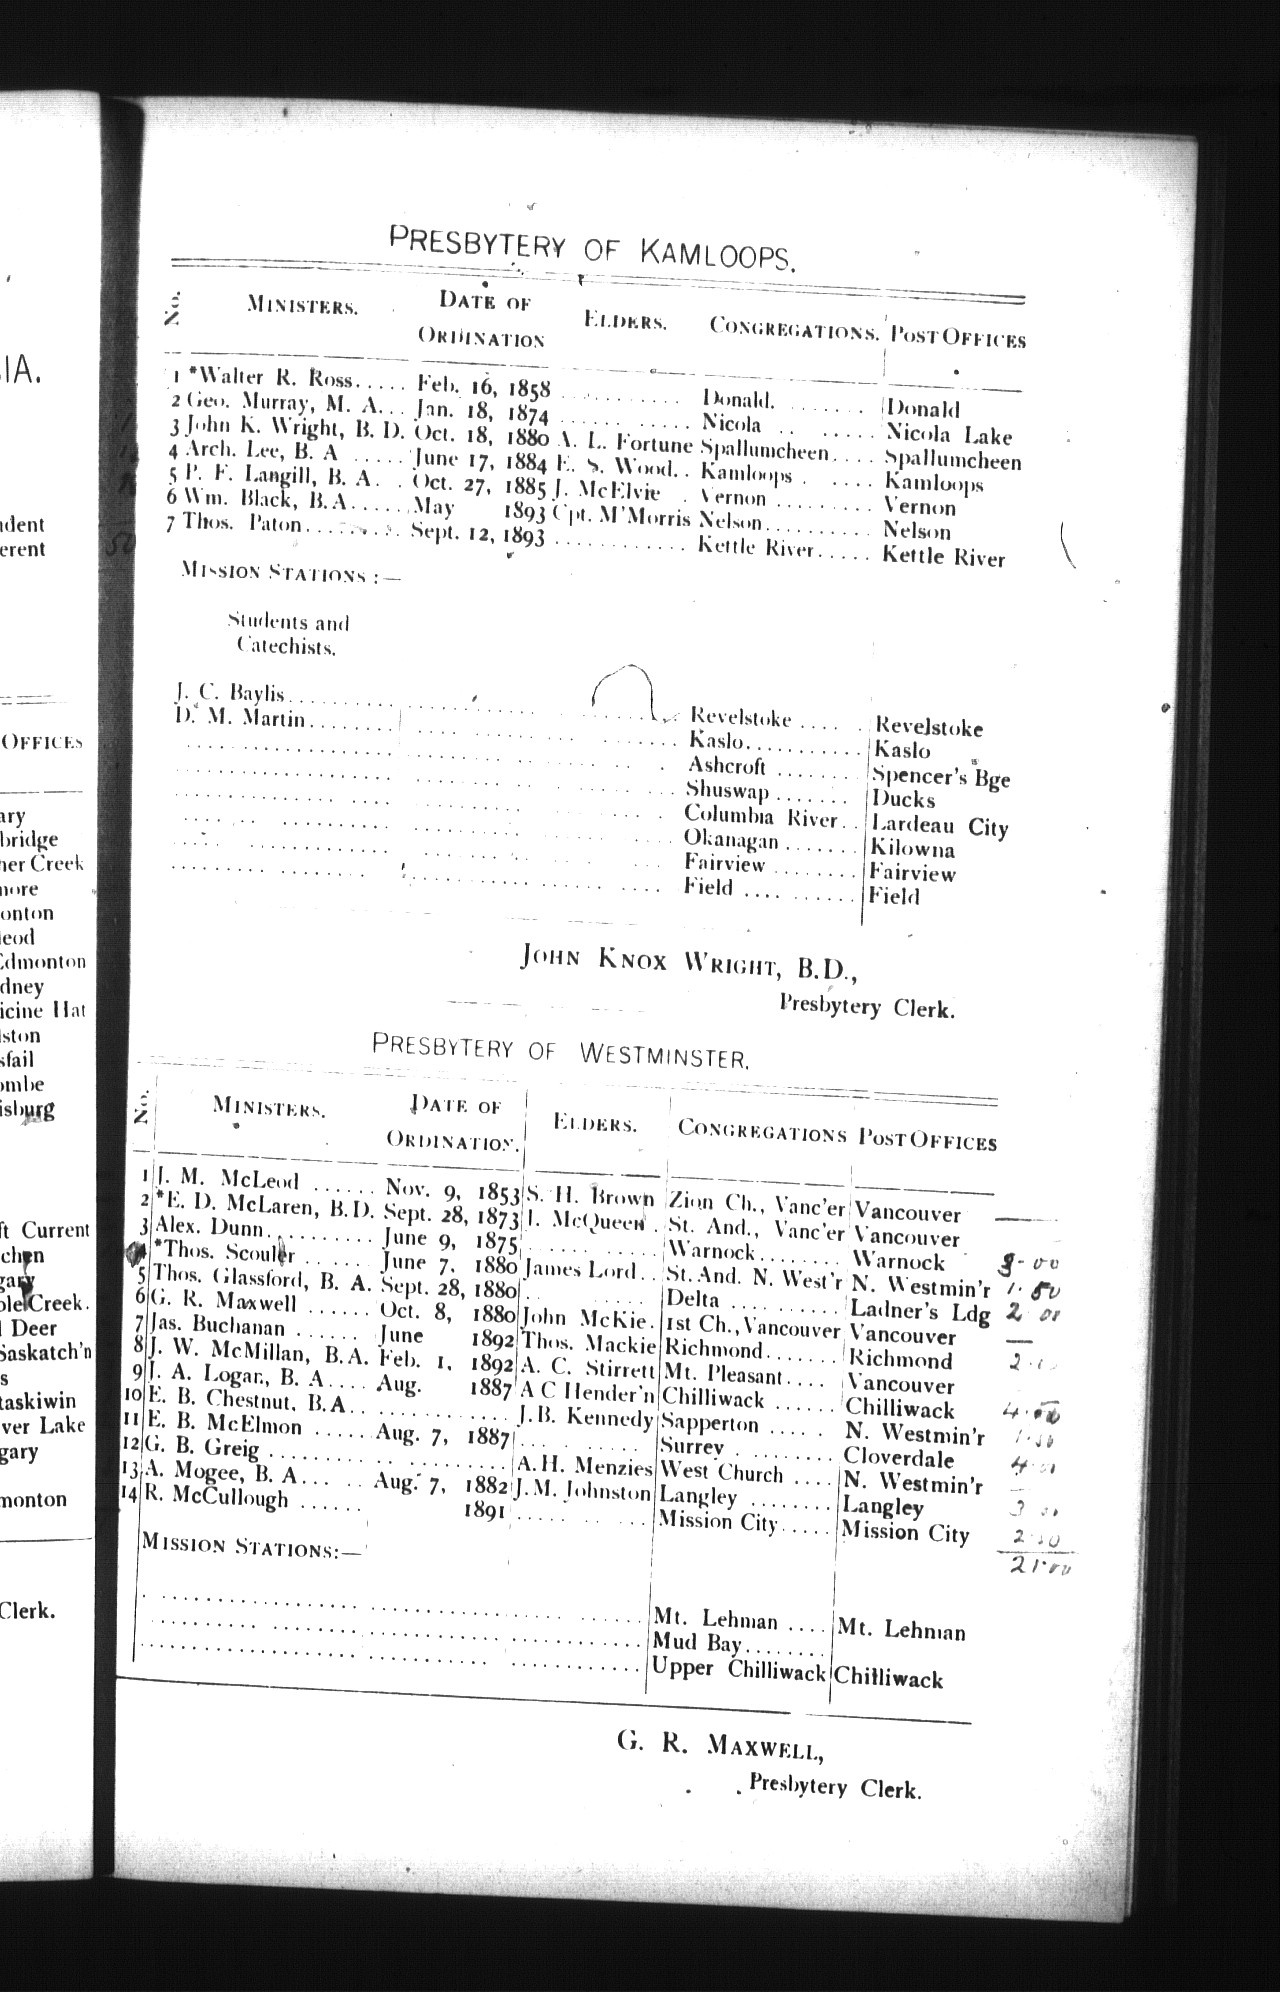 PRESBYTERY OF KAMLOOPS.
No. MINISTERS. DATE OF ORDINATION ELDERS. CONGREGATIONS. POST OFFICES
1 *Walter R. Ross..... Feb. 16, 1858 ........... Donald. ........ Donald
2 Geo. Murray, M. A... Jan. 18, 1874 ........... Nicola .. ...... Nicola Lake
3 John K. Wright, B. D. Oct. 18, 1880 A. L. Fortune Spallumcheen.... Spallumcheen
4 Arch. Lee, B. A ..... June 17, 1884 E. S. Wood.. Kamloops . .... Kamloops
5 P. F. Langill, B. A. . Oct. 27, 1885 J. McElvie . Vernon ......... Vernon
6 Wm. Black, B.A..... May 1893 Cpt. M'Morris Nelson.......... Nelson
7 Thos. Paton......... Sept. 12, 1893 ............ Kettle River..... Kettle River
MISSION STATIONS :—
Students and
Catechists.
J. C. Baylis........... Revelstoke .... . Revelstoke
D. M. Martin........ Kaslo........... Kaslo
Ashcroft ........ Spencer's Bge
Shuswap ....... Ducks
Columbia River.. Lardeau City
Okanagan ....... Kilowna
Fairview ........ Fairview
Field .... ...... Field
JOHN KNOX WRIGHT, B.D.,
Presbytery Clerk.
PRESBYTERY OF WESTMINSTER.
No. MINISTERS. DATE OF ORDINATION. ELDERS. CONGREGATIONS POST OFFICES
1 J. M. McLeod ...... Nov. 9, 1853 S. H. Brown Zion Ch., Vanc'er Vancouver
2 *E. D. McLaren, B.D. Sept. 28, 1873 I. McQueen . St. And., Vanc'er Vancouver
3 Alex. Dunn.......... June 9, 1875 ........... Warnock........ Warnock 3.00
*Thos. Scouler ...... June 7, 1880 James Lord.. St. And. N. West'r N. Westmin'r 1.50
5 Thos. Glassford, B. A. Sept. 28, 1880 .......... Delta .......... Ladner's Ldg 2 00
6 G. R. Maxwell ...... Oct. 8, 1880 John McKie. 1st Ch., Vancouver Vancouver —
7 Jas. Buchanan ...... June 1892 Thos. Mackie Richmond....... Richmond
8 J. W. McMillan, B.A. Feb. 1, 1892 A. C. Stirrett Mt. Pleasant.... Vancouver
9 J. A. Logan, B. A.... Aug. 1887 A C Hender'n Chilliwack ...... Chilliwack 4.00
10 E. B. Chestnut, B.A.. ............ J.B. Kennedy Sapperton ..... N. Westmin'r
11 E. B. McElmon ..... Aug. 7, 1887 .......... Surrey ......... Cloverdale
12 G. B. Greig .......... ......... A.H. Menzies West Church .... N. Westmin'r
13 A. Mogee, B. A..... Aug. 7, 1882 J.M. Johnston Langley ........ Langley
14 R. McCullough ...... 1891 .......... Mission City..... Mission City 2.50
21.00
MISSION STATIONS:—
Mt. Lehman .... Mt. Lehman
Mud Bay........
Upper Chilliwack Chilliwack
G. R. MAXWELL,
Presbytery Clerk.